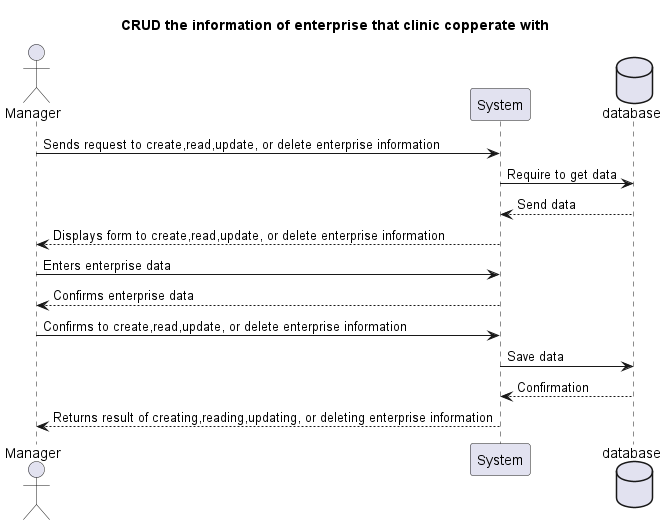 CRUD the information of enterprise that clinic copperate with
Manager
System
database
Sends request to create,read,update, or delete enterprise information
Require to get data
Send data
Displays form to create,read,update, or delete enterprise information
Enters enterprise data
Confirms enterprise data
Confirms to create,read,update, or delete enterprise information
Save data
Confirmation
Returns result of creating,reading,updating, or deleting enterprise information
Manager
System
database